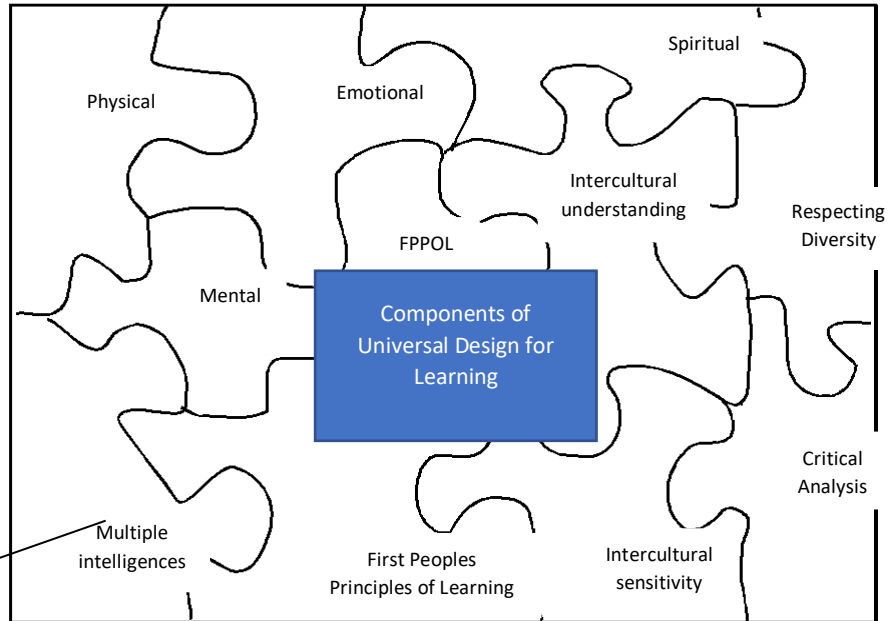 Spiritual
Physical
Emotional
Intercultural
understanding
Respecting
Diversity
FPPOL
Mental
Components of
Universal Design for
Learning
Critical
Analysis
Multiple
intelligences
First Peoples
Principles of Learning
Intercultural
sensitivity